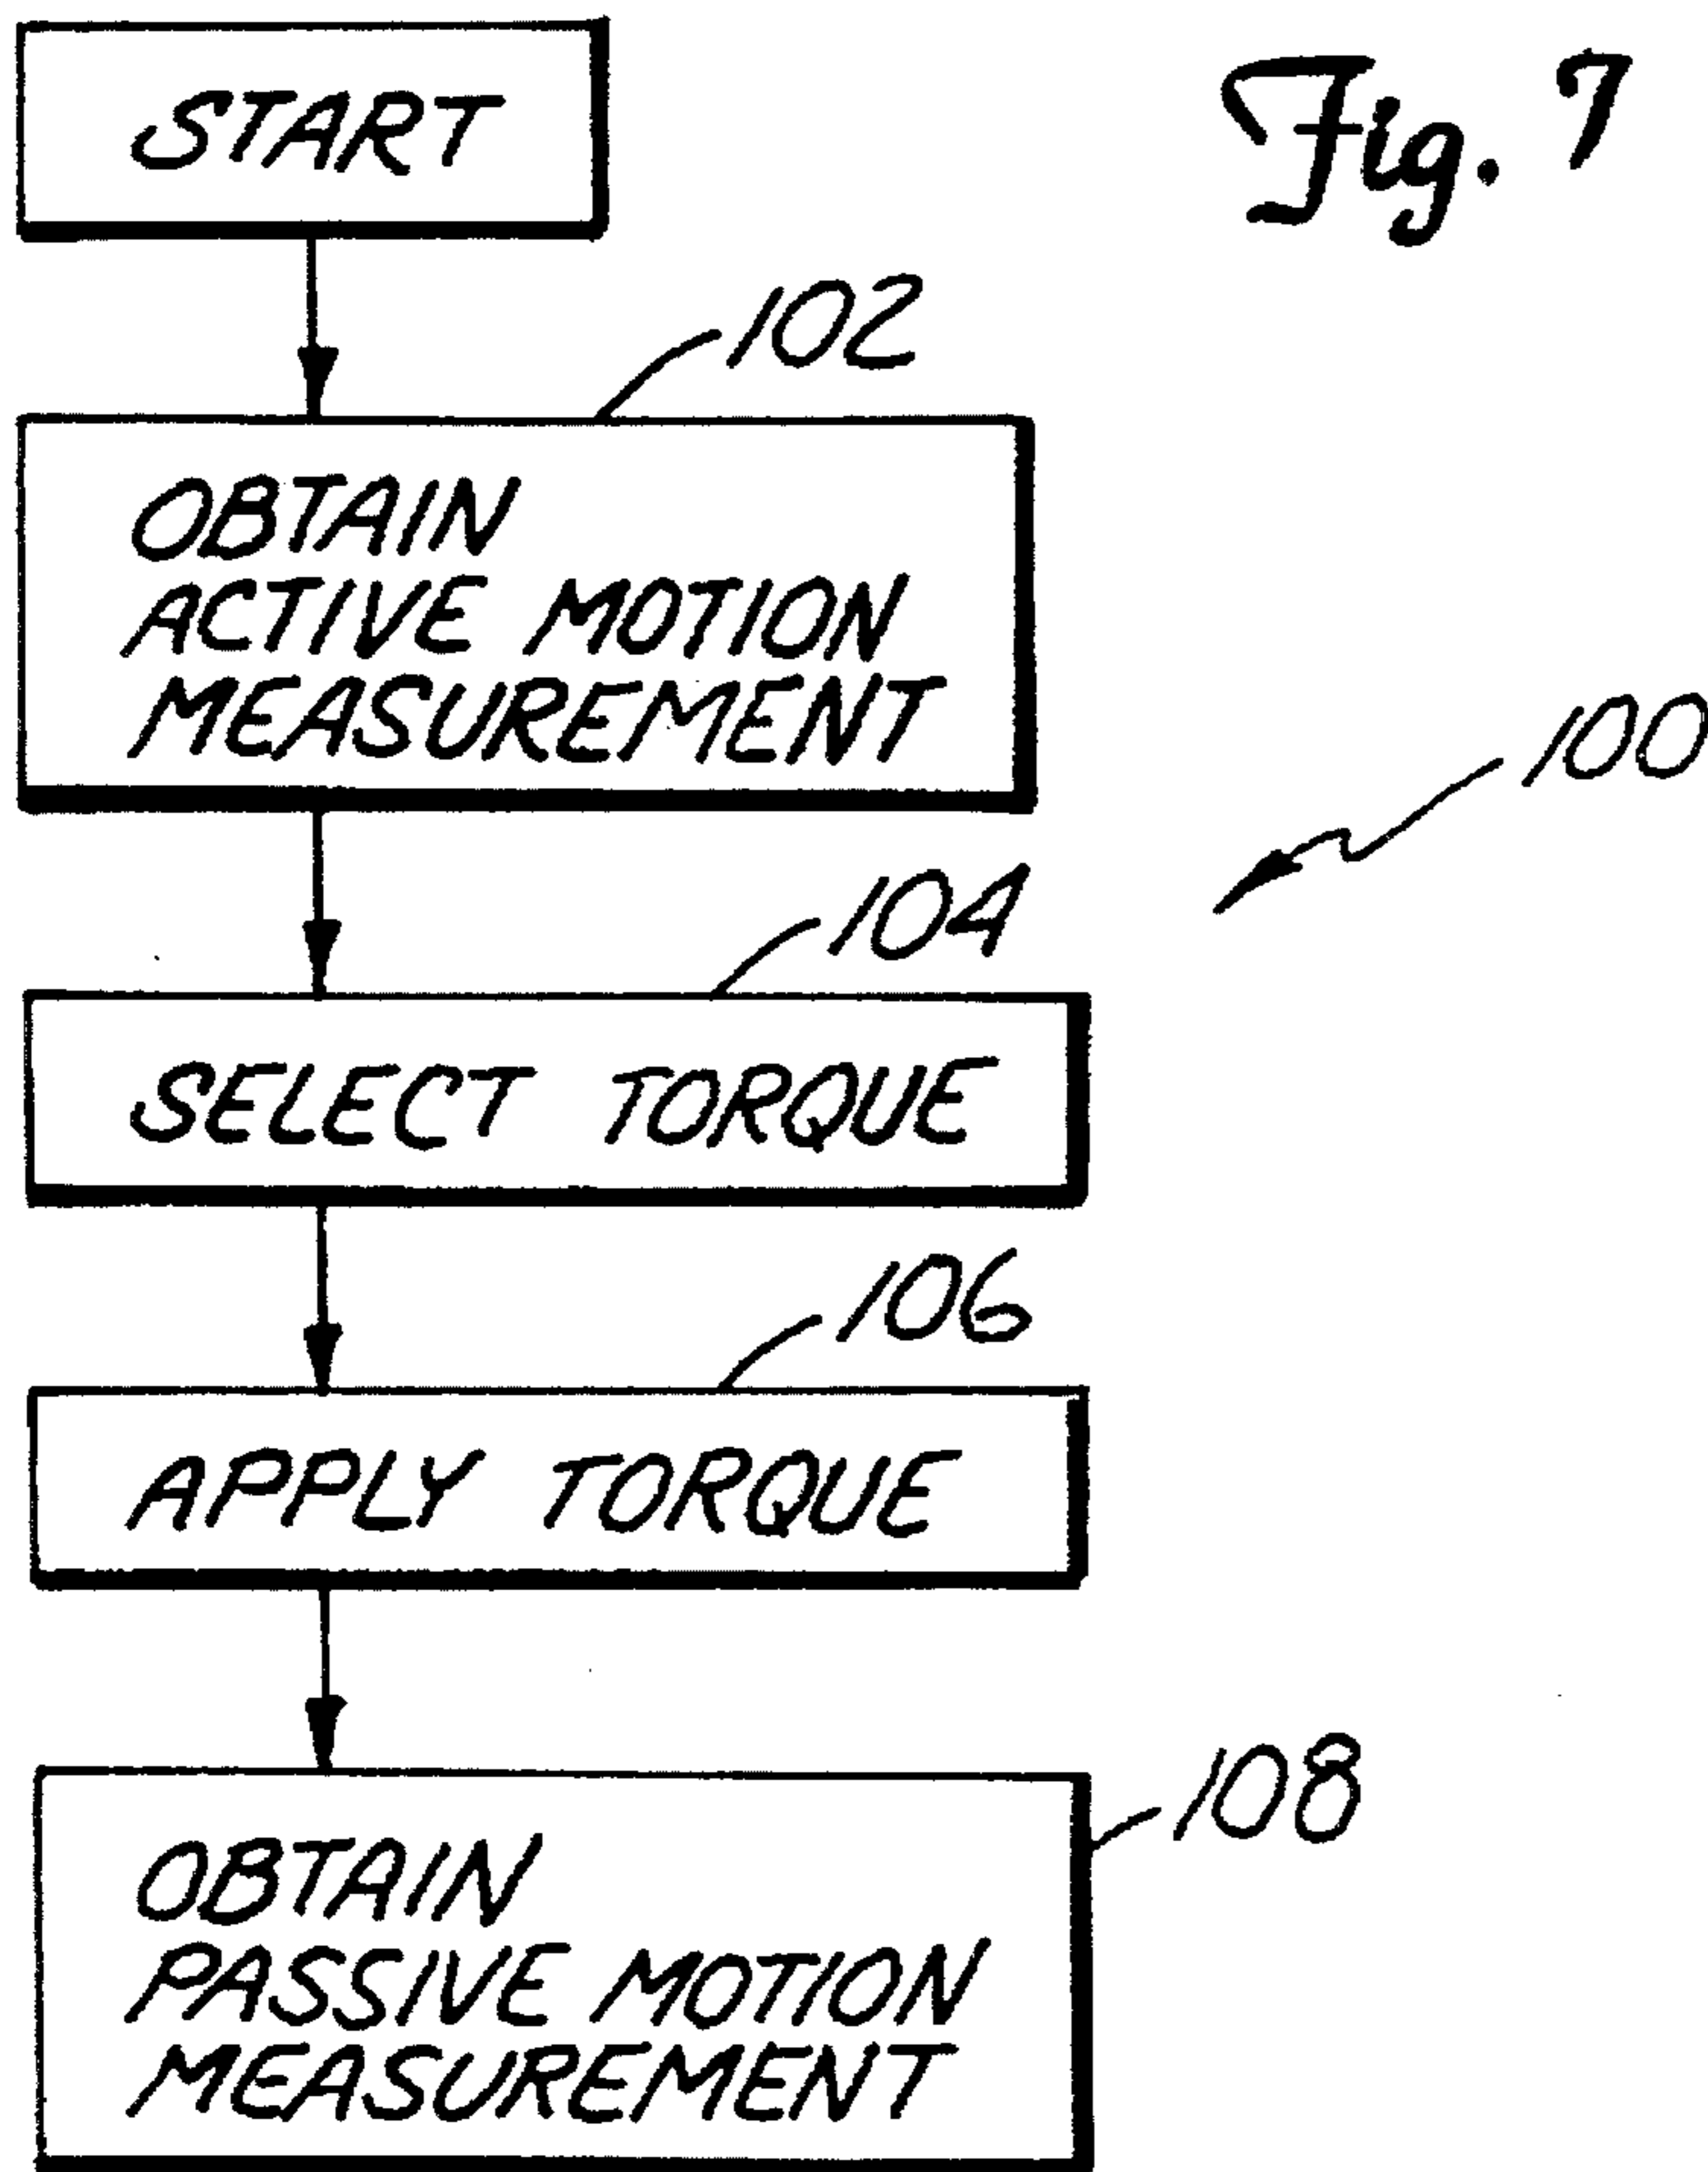 START
Fig. 7
102
OBTAIN
ACTIVE MOTION
MEASUREMENT
100
104
SELECT TORQUE
106
APPLY TORQUE
108
OBTAIN
PASSIVE MOTION
MEASUREMENT